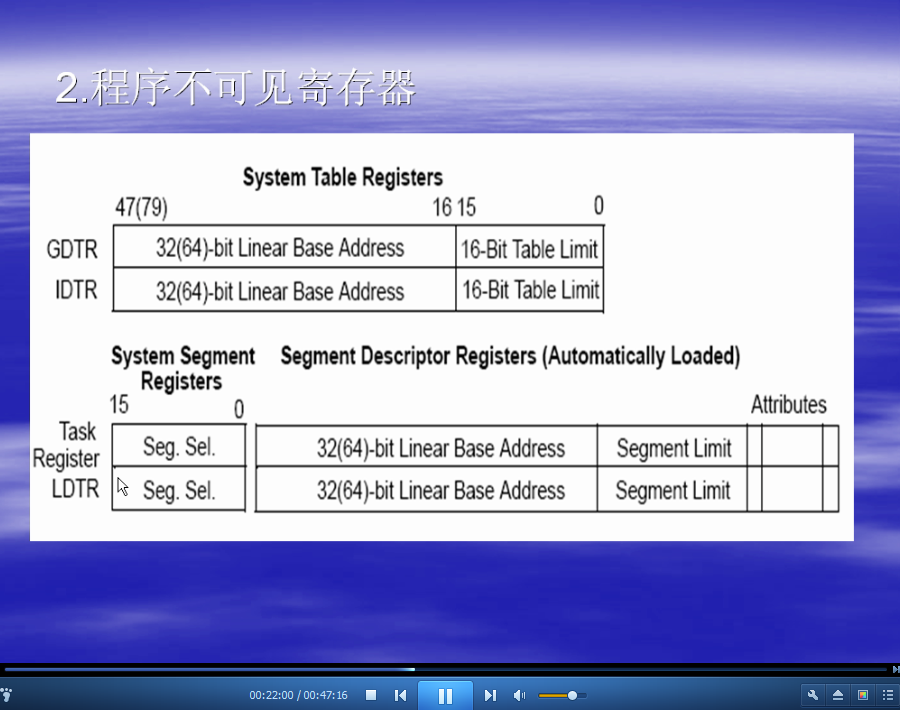 2.程序不可见寄存器
System Table Registers
47(79) 16 15 0
GDTR 32(64)-bit Linear Base Address 16-Bit Table Limit
IDTR 32(64)-bit Linear Base Address 16-Bit Table Limit
System Segment Registers
Segment Descriptor Registers (Automatically Loaded)
15 0 Attributes
Task Register Seg. Sel. 32(64)-bit Linear Base Address Segment Limit
LDTR Seg. Sel. 32(64)-bit Linear Base Address Segment Limit
00:22:00 / 00:47:16